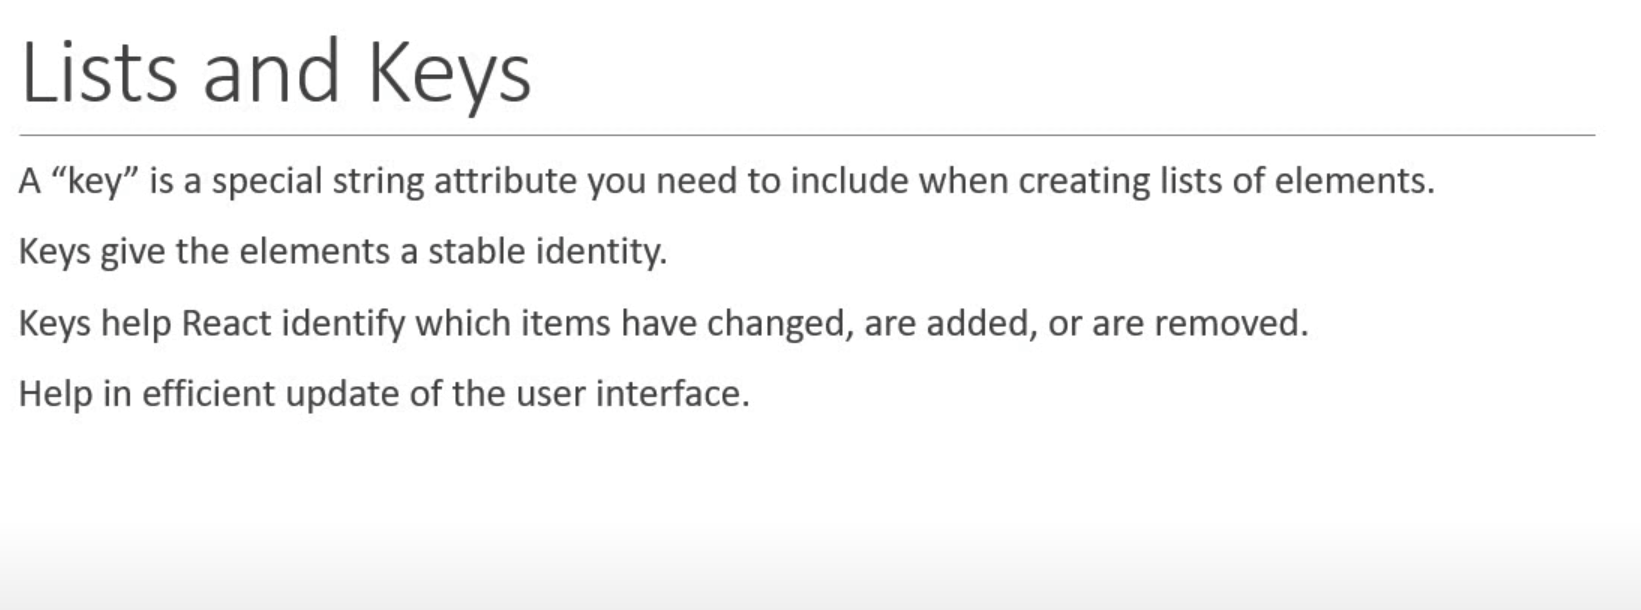 Lists and Keys
A “key” is a special string attribute you need to include when creating lists of elements.
Keys give the elements a stable identity.
Keys help React identify which items have changed, are added, or are removed.
Help in efficient update of the user interface.